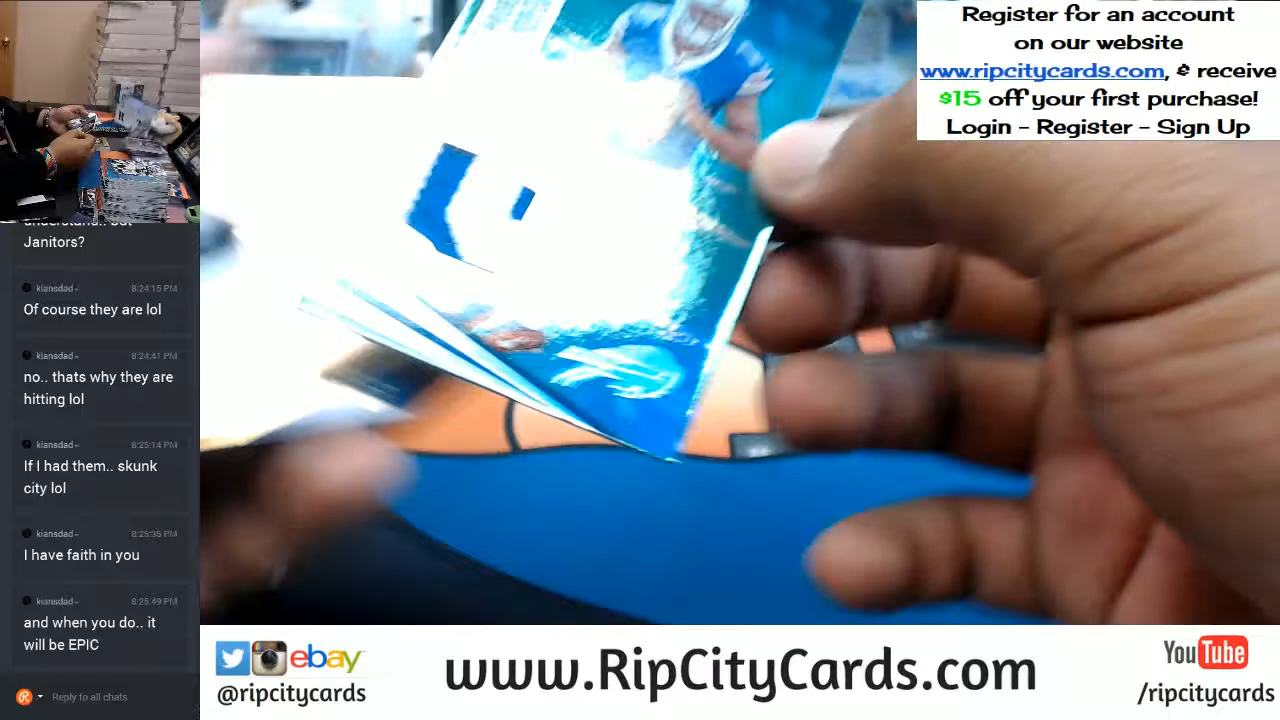 Register for an account
on our website
www.ripcitycards.com, & receive
$15 off your first purchase!
Login - Register - Sign Up
Janitors?
kiansdad~ 8:24:15 PM
Of course they are lol
kiansdad~ 8:24:41 PM
no.. thats why they are
hitting lol
kiansdad~ 8:25:14 PM
If I had them.. skunk
city lol
kiansdad~ 8:25:35 PM
I have faith in you
kiansdad~ 8:25:49 PM
and when you do.. it
will be EPIC
Reply to all chats
ebay
@ripcitycards
www.RipCityCards.com
YouTube
/ripcitycards